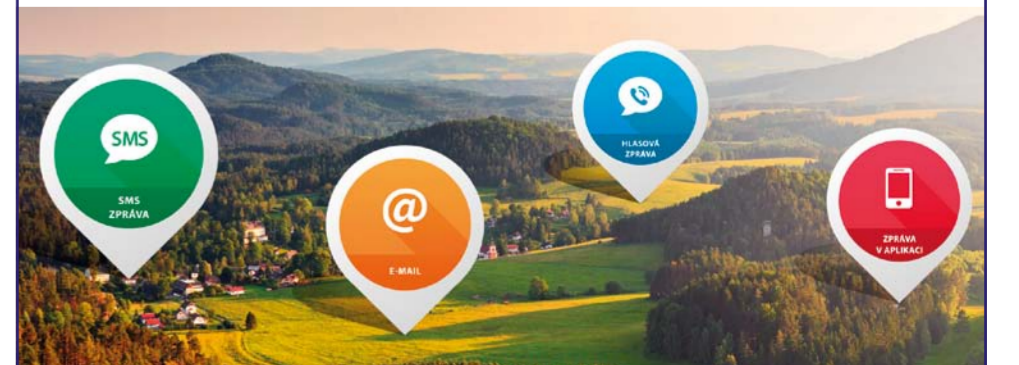 SMS
SMS
ZPRÁVA
@
E-MAIL
HLASOVÁ
ZPRÁVA
ZPRÁVA
V APLIKACI